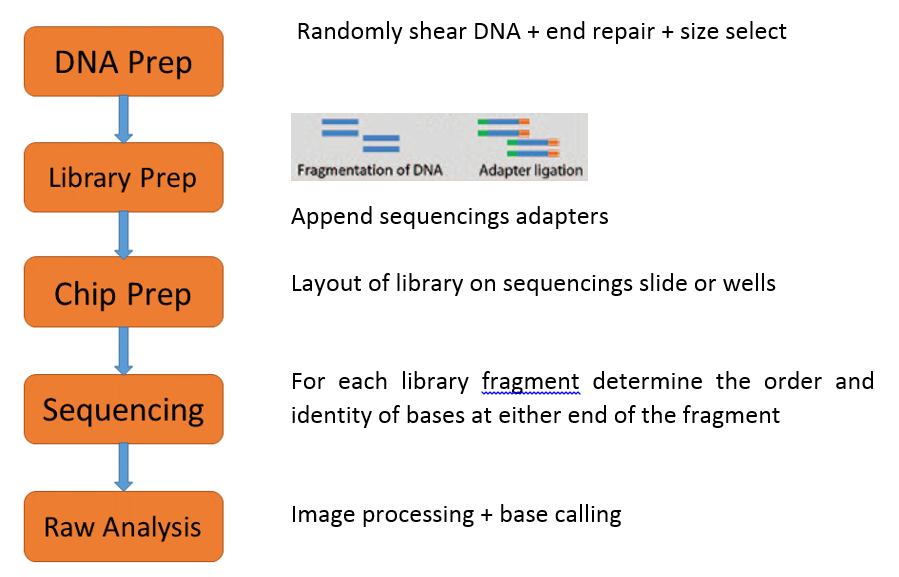 DNA Prep
Randomly shear DNA + end repair + size select
Library Prep
Fragmentation of DNA
Adapter ligation
Append sequencings adapters
Chip Prep
Layout of library on sequencings slide or wells
Sequencing
For each library fragment determine the order and
identity of bases at either end of the fragment
Raw Analysis
Image processing + base calling